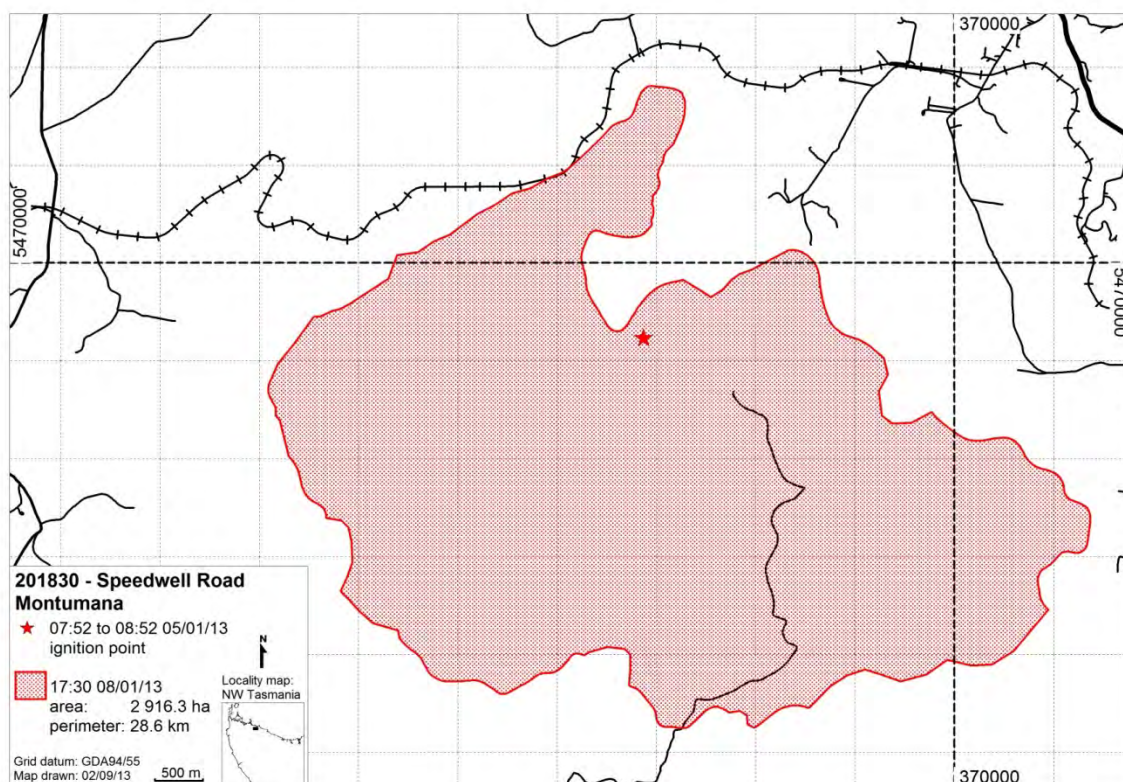 370000
5470000
5470000
201830 - Speedwell Road
Montumana
07:52 to 08:52 05/01/13
ignition point
N
17:30 08/01/13
area: 2 916.3 ha
perimeter: 28.6 km
Locality map:
NW Tasmania
Grid datum: GDA94/55
Map drawn: 02/09/13
500 m
370000